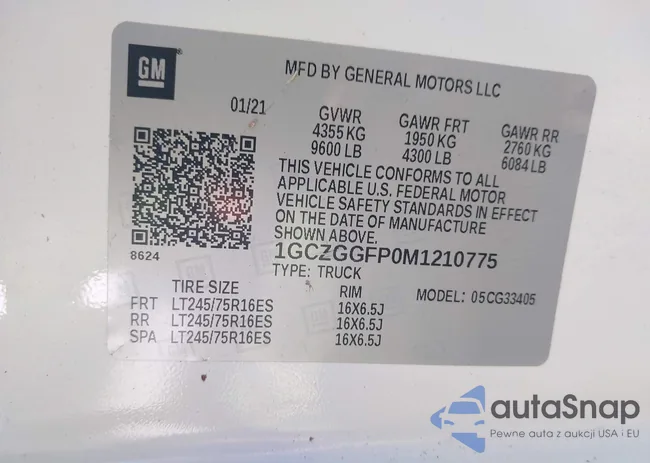 GM
MFD BY GENERAL MOTORS LLC
01/21
GVWR GAWR FRT GAWR RR
4355 KG 1950 KG 2760 KG
9600 LB 4300 LB 6084 LB
THIS VEHICLE CONFORMS TO ALL
APPLICABLE U.S. FEDERAL MOTOR
VEHICLE SAFETY STANDARDS IN EFFECT
ON THE DATE OF MANUFACTURE
SHOWN ABOVE.
8624
1GCZGGFP0M1210775
TYPE: TRUCK
TIRE SIZE RIM MODEL: 05CG33405
FRT LT245/75R16ES 16X6.5J
RR LT245/75R16ES 16X6.5J
SPA LT245/75R16ES 16X6.5J
autaSnap
Pewne auta z aukcji USA i EU